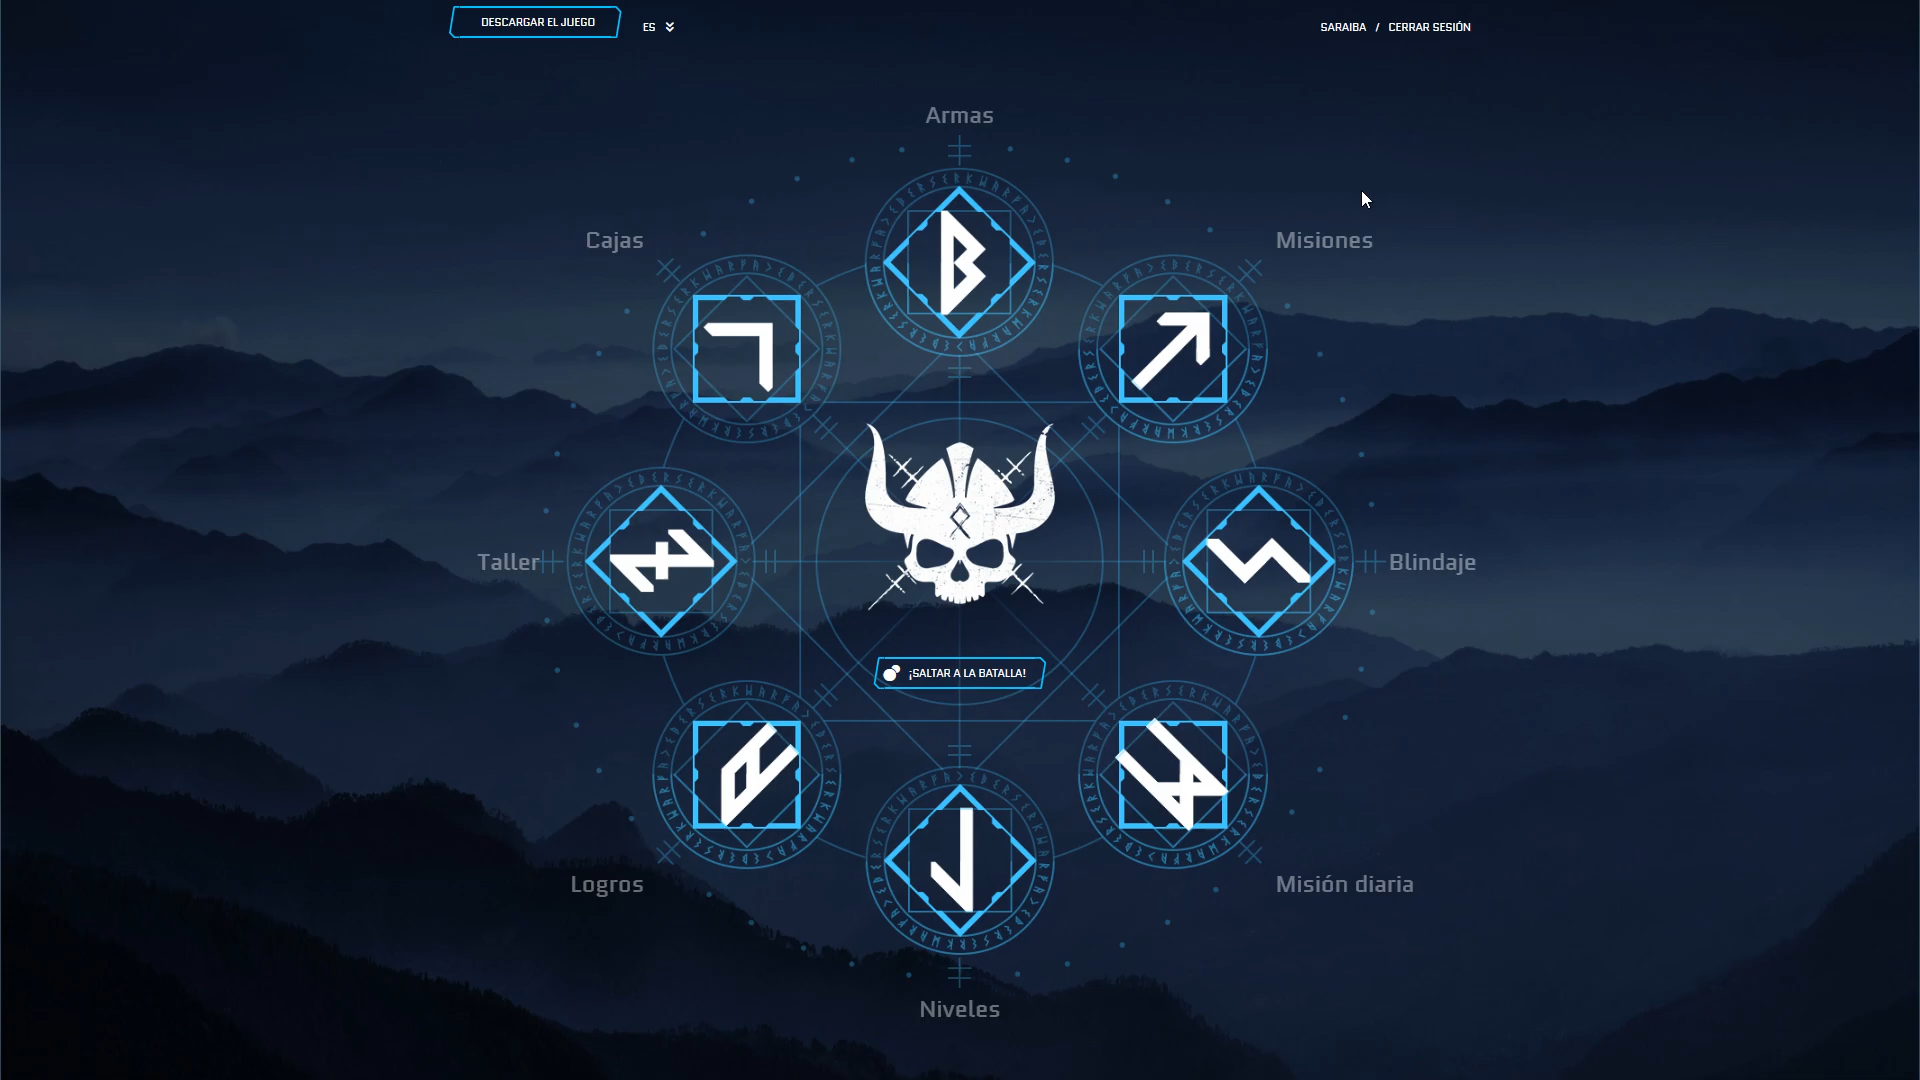 DESCARGAR EL JUEGO
ES
SARAIBA / CERRAR SESIÓN
Armas
Cajas
Misiones
Taller
Blindaje
¡SALTAR A LA BATALLA!
Logros
Misión diaria
Niveles